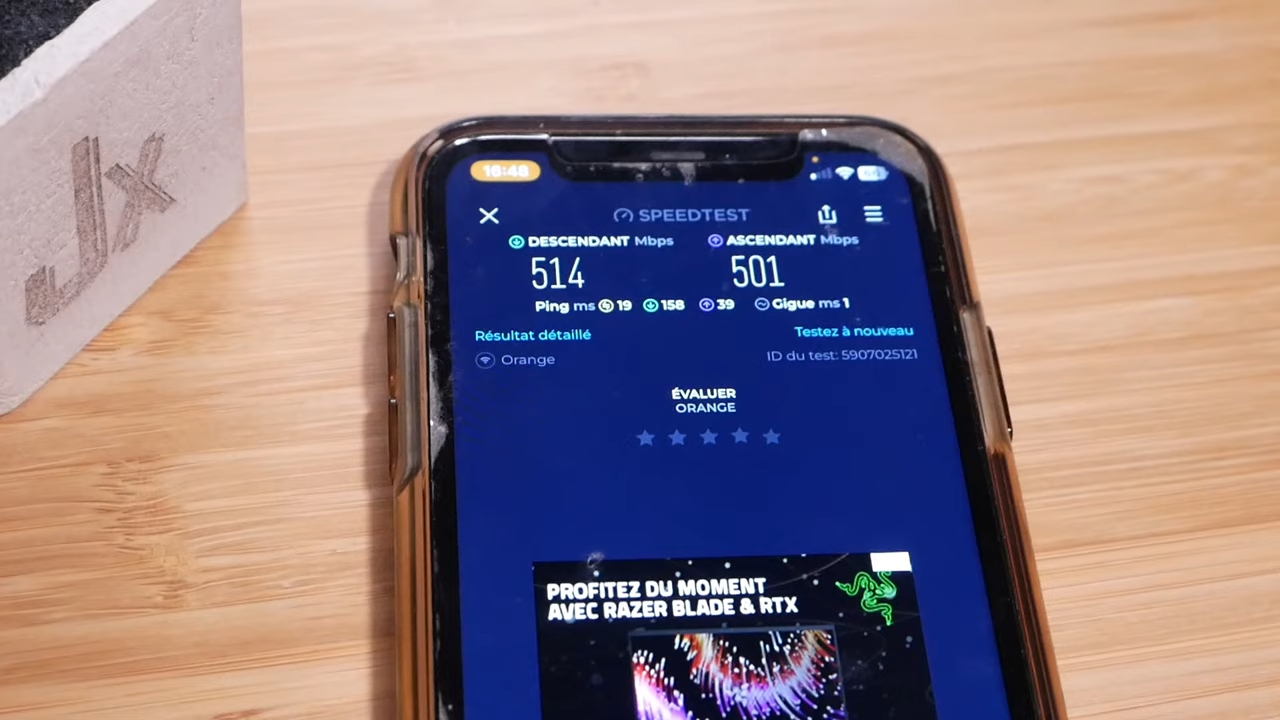 Jx
16:48
SPEEDTEST
DESCENDANT Mbps
ASCENDANT Mbps
514
501
Ping ms 19 158 39 Gigue ms 1
Résultat détaillé
Testez à nouveau
Orange
ID du test: 5907025121
ÉVALUER
ORANGE
PROFITEZ DU MOMENT
AVEC RAZER BLADE & RTX